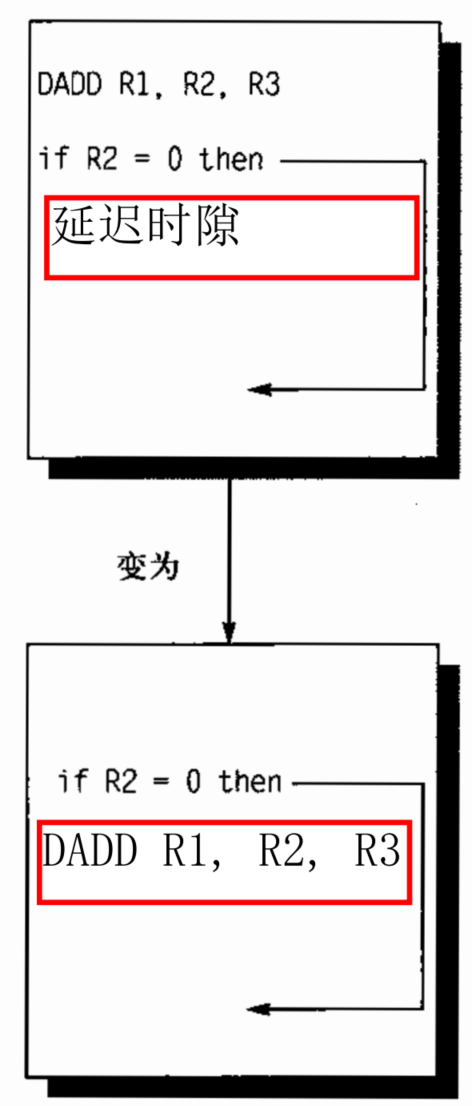 DADD R1, R2, R3
if R2 = 0 then
延迟时隙
变为
if R2 = 0 then
DADD R1, R2, R3